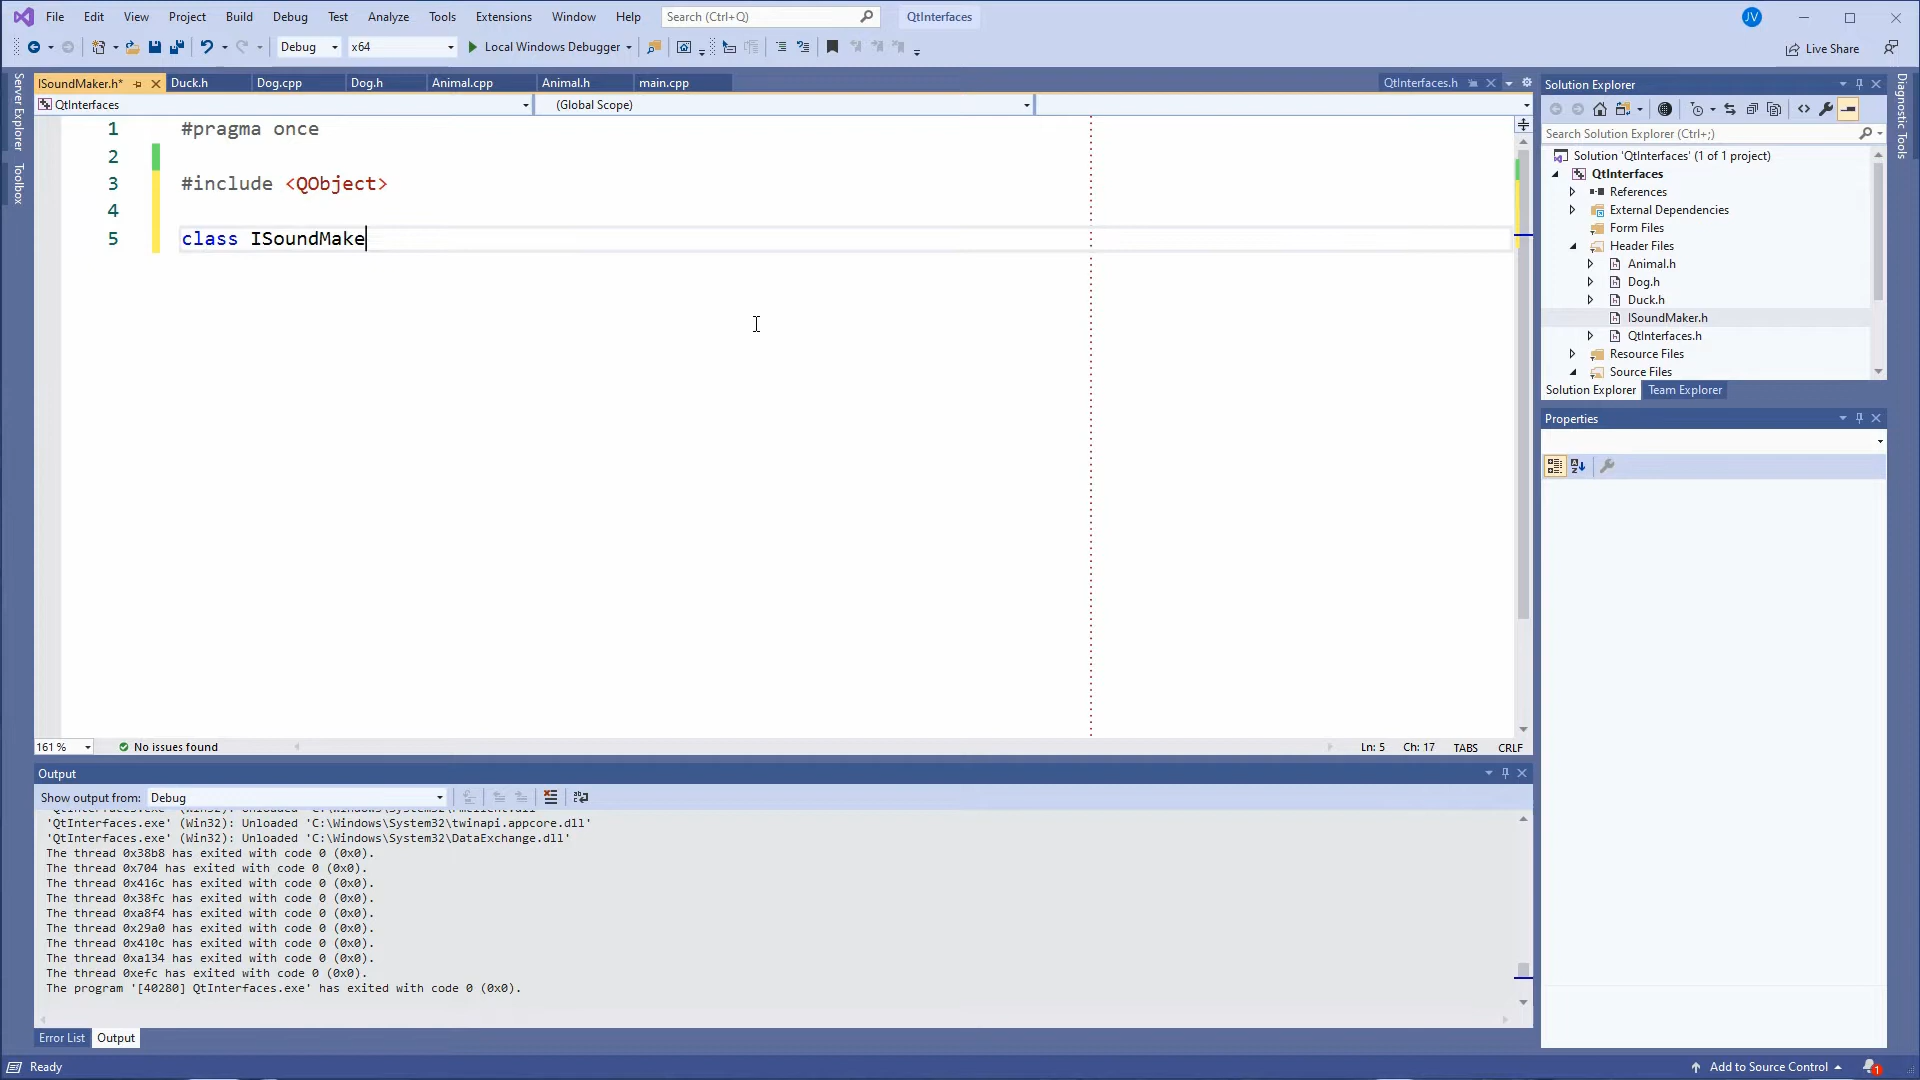 File Edit View Project Build Debug Test Analyze Tools Extensions Window Help Search (Ctrl+Q) QtInterfaces JV
Debug x64 Local Windows Debugger Live Share
ISoundMaker.h* Duck.h Dog.cpp Dog.h Animal.cpp Animal.h main.cpp QtInterfaces.h
QtInterfaces (Global Scope)
Server Explorer
Toolbox
1 #pragma once
2
3 #include <QObject>
4
5 class ISoundMake
161 % No issues found Ln: 5 Ch: 17 TABS CRLF
Output
Show output from: Debug
'QtInterfaces.exe' (Win32): Unloaded 'C:\Windows\System32\twinapi.appcore.dll'
'QtInterfaces.exe' (Win32): Unloaded 'C:\Windows\System32\DataExchange.dll'
The thread 0x38b8 has exited with code 0 (0x0).
The thread 0x704 has exited with code 0 (0x0).
The thread 0x416c has exited with code 0 (0x0).
The thread 0x38fc has exited with code 0 (0x0).
The thread 0xa8f4 has exited with code 0 (0x0).
The thread 0x29a0 has exited with code 0 (0x0).
The thread 0x410c has exited with code 0 (0x0).
The thread 0xa134 has exited with code 0 (0x0).
The thread 0xefc has exited with code 0 (0x0).
The program '[40280] QtInterfaces.exe' has exited with code 0 (0x0).
Error List Output
Solution Explorer
Search Solution Explorer (Ctrl+;)
Solution 'QtInterfaces' (1 of 1 project)
QtInterfaces
References
External Dependencies
Form Files
Header Files
Animal.h
Dog.h
Duck.h
ISoundMaker.h
QtInterfaces.h
Resource Files
Source Files
Solution Explorer Team Explorer
Properties
Diagnostic Tools
Ready Add to Source Control 1